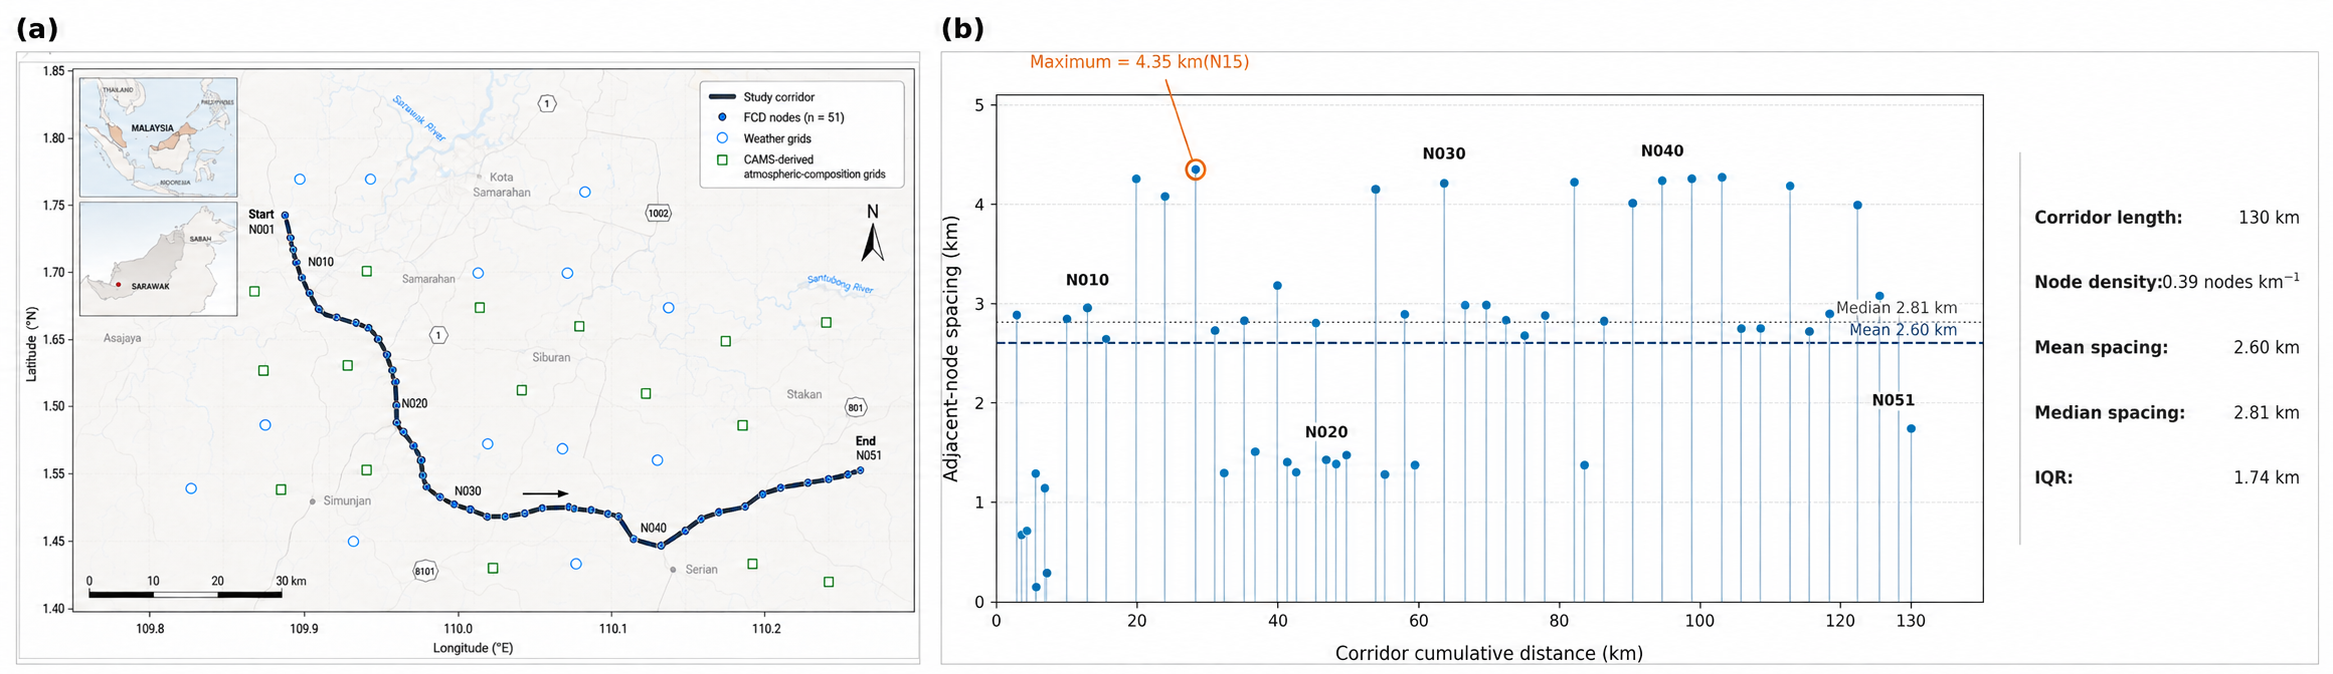 (a)
1.85
1.80
1.75
1.70
1.65
1.50
1.55
1.45
1.40
Latitude (°N)
109.8
109.9
110.0
110.1
110.2
Longitude (°E)
THAILAND
PHILIPPINES
MALAYSIA
SABAH
SARAWAK
Sarawak River
1
Kota
Samarahan
1002
Study corridor
FCD nodes (n = 51)
Weather grids
CAMS-derived
atmospheric-composition grids
N
Start
N001
N010
Samarahan
Santubong River
Asajaya
1
Siburan
Stakan
801
N020
End
N051
N030
Simunjan
N040
8101
Serian
0
10
20
30 km
(b)
Maximum = 4.35 km(N15)
5
4
3
2
1
0
Adjacent-node spacing (km)
N010
N020
N030
N040
N051
Median 2.81 km
Mean 2.60 km
0
20
40
60
80
100
120
130
Corridor cumulative distance (km)
Corridor length: 130 km
Node density:0.39 nodes km⁻¹
Mean spacing: 2.60 km
Median spacing: 2.81 km
IQR: 1.74 km